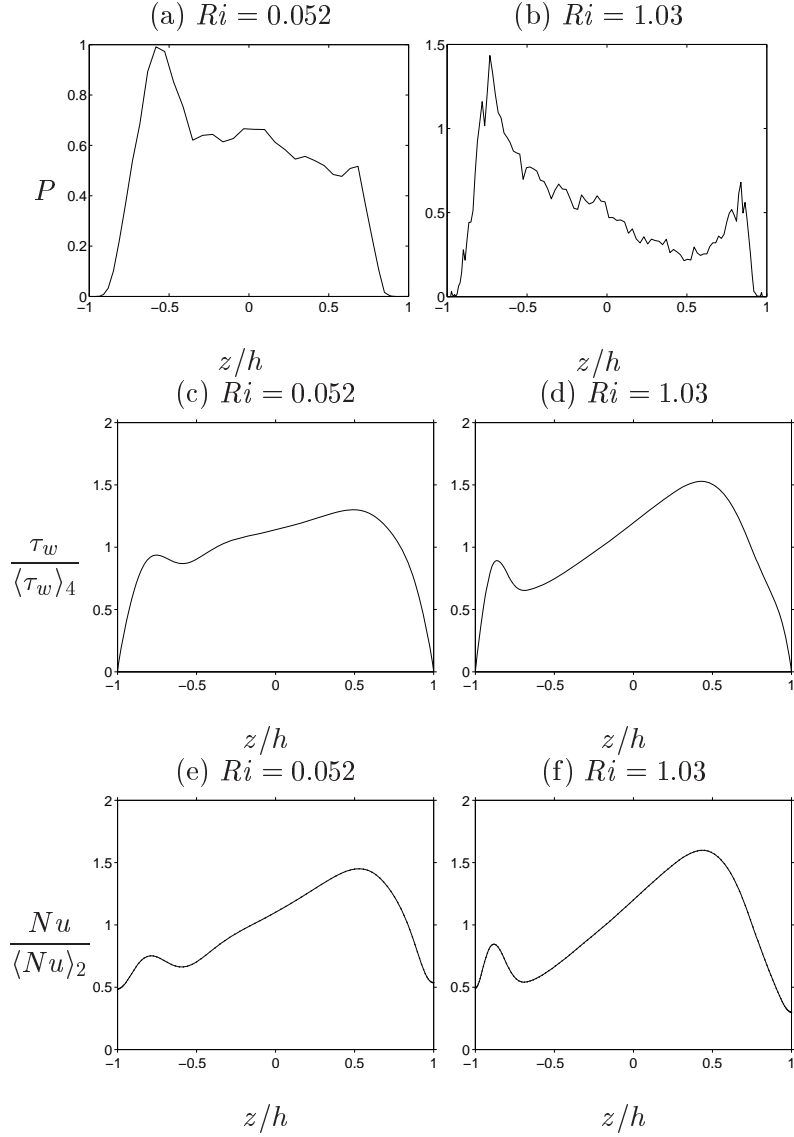 (a) Ri = 0.052
(b) Ri = 1.03
P
1
0.8
0.6
0.4
0.2
0
−1 −0.5 0 0.5 1
z/h
1.5
1
0.5
0
−1 −0.5 0 0.5 1
z/h
(c) Ri = 0.052
(d) Ri = 1.03
τw
⟨τw⟩4
2
1.5
1
0.5
0
−1 −0.5 0 0.5 1
z/h
2
1.5
1
0.5
0
−1 −0.5 0 0.5 1
z/h
(e) Ri = 0.052
(f) Ri = 1.03
Nu
⟨Nu⟩2
2
1.5
1
0.5
0
−1 −0.5 0 0.5 1
z/h
2
1.5
1
0.5
0
−1 −0.5 0 0.5 1
z/h